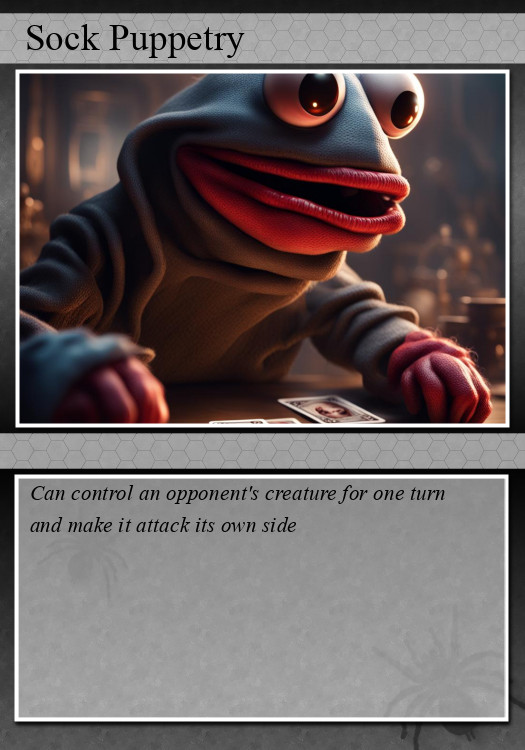 Sock Puppetry
Can control an opponent's creature for one turn
and make it attack its own side